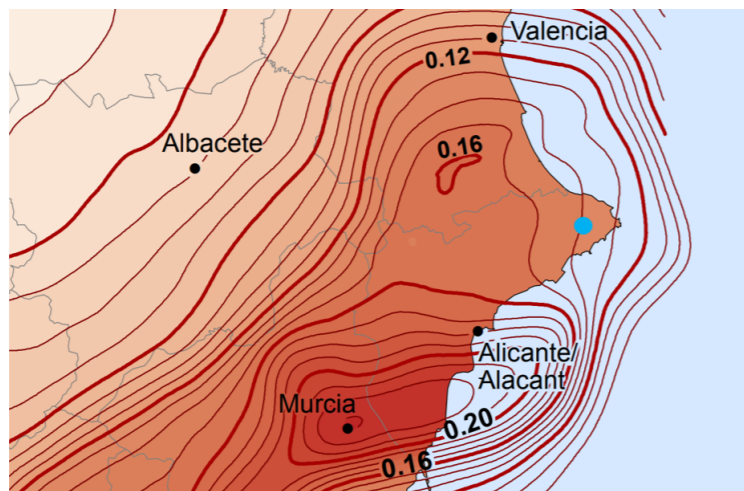 Valencia
0.12
Albacete
0.16
Alicante/
Alacant
Murcia
0.20
0.16